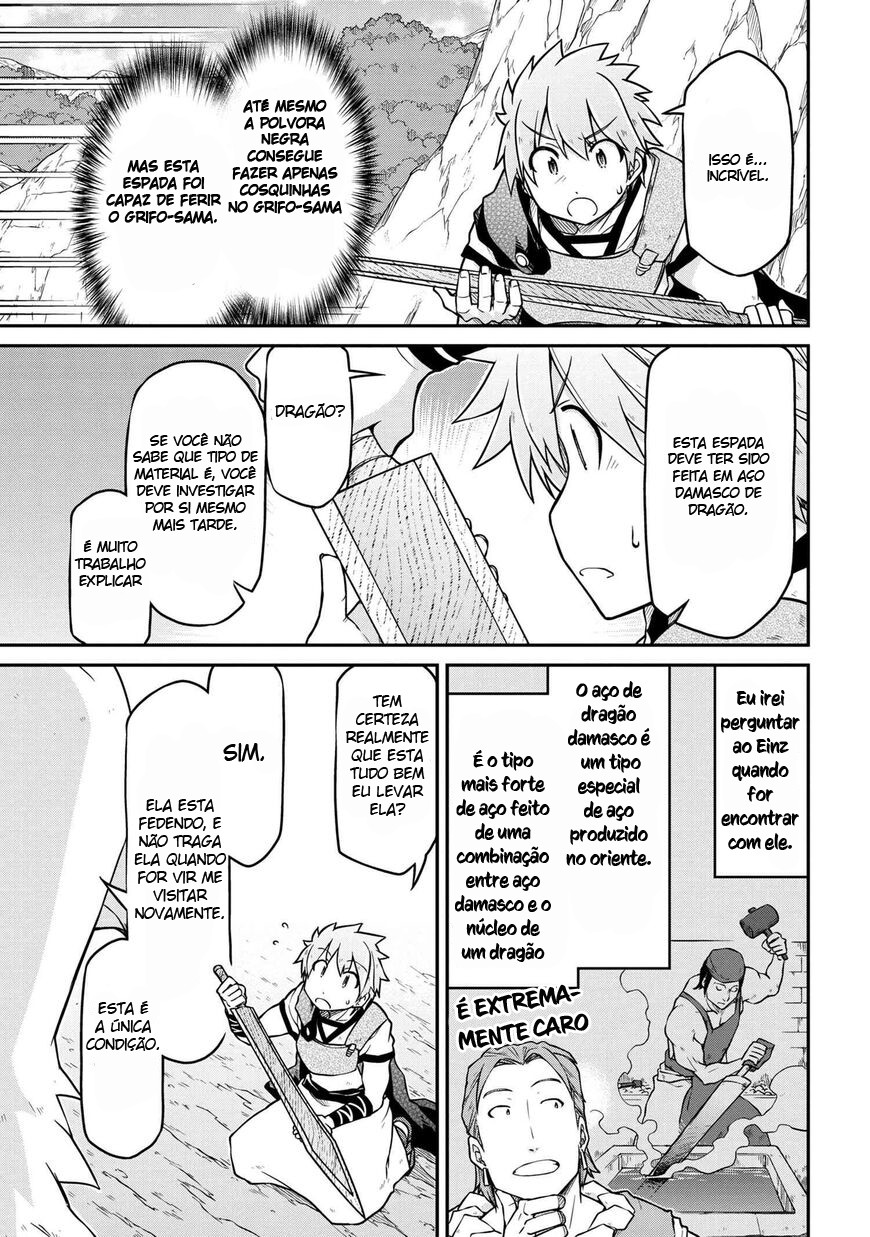 ISSO É...
INCRÍVEL.
ATÉ MESMO
A POLVORA
NEGRA
CONSEGUE
FAZER APENAS
COSQUINHAS
NO GRIFO-SAMA
MAS ESTA
ESPADA FOI
CAPAZ DE FERIR
O GRIFO-SAMA.
ESTA ESPADA
DEVE TER SIDO
FEITA EM AÇO
DAMASCO DE
DRAGÃO.
DRAGÃO?
SE VOCÊ NÃO
SABE QUE TIPO DE
MATERIAL É, VOCÊ
DEVE INVESTIGAR
POR SI MESMO
MAIS TARDE.
É MUITO
TRABALHO
EXPLICAR
Eu irei
perguntar
ao Einz
quando
for
encontrar
com ele.
O aço de
dragão
damasco é
um tipo
especial
de aço
produzido
no oriente.
É o tipo
mais forte
de aço feito
de uma
combinação
entre aço
damasco e o
núcleo de
um dragão
É EXTREMA-
MENTE CARO
TEM
CERTEZA
REALMENTE
QUE ESTA
TUDO BEM
EU LEVAR
ELA?
SIM.
ELA ESTA
FEDENDO, E
NÃO TRAGA
ELA QUANDO
FOR VIR ME
VISITAR
NOVAMENTE.
ESTA É
A ÚNICA
CONDIÇÃO.